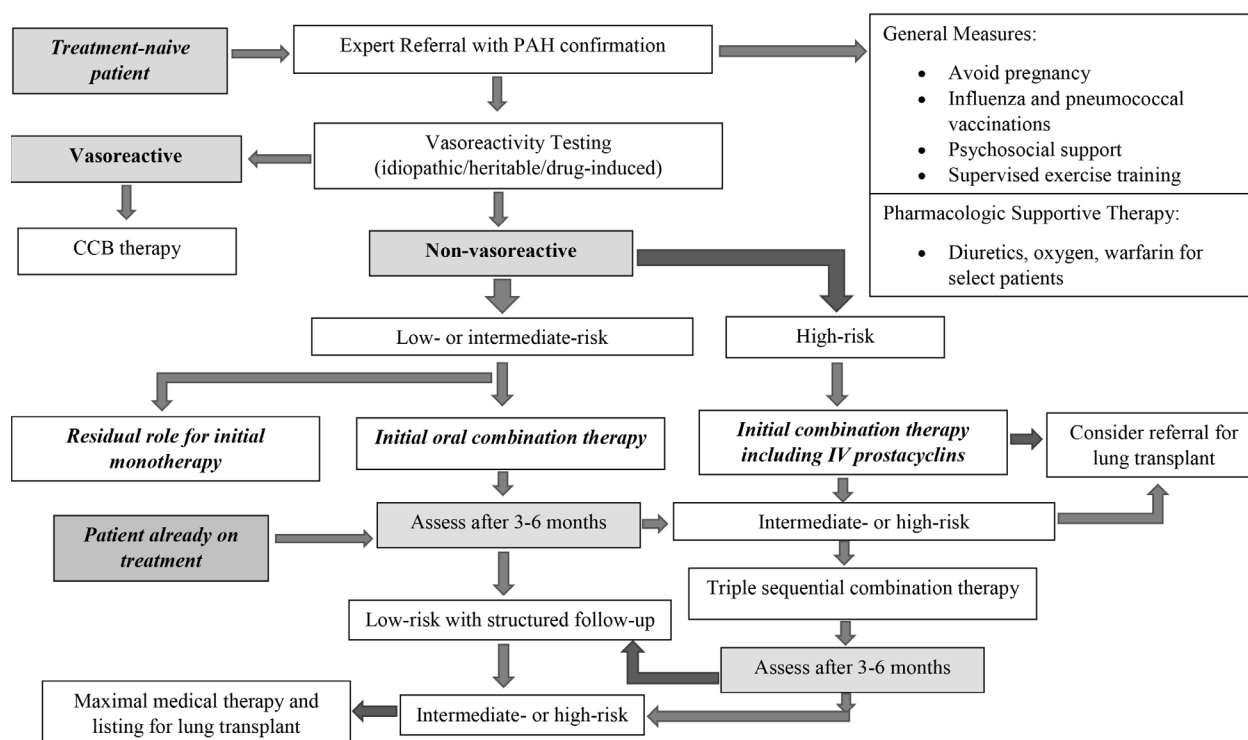 Treatment-naive
patient
Expert Referral with PAH confirmation
General Measures:
• Avoid pregnancy
• Influenza and pneumococcal
vaccinations
• Psychosocial support
• Supervised exercise training
Pharmacologic Supportive Therapy:
• Diuretics, oxygen, warfarin for
select patients
Vasoreactive
Vasoreactivity Testing
(idiopathic/heritable/drug-induced)
CCB therapy
Non-vasoreactive
Low- or intermediate-risk
High-risk
Residual role for initial
monotherapy
Initial oral combination therapy
Initial combination therapy
including IV prostacyclins
Consider referral for
lung transplant
Patient already on
treatment
Assess after 3-6 months
Intermediate- or high-risk
Triple sequential combination therapy
Low-risk with structured follow-up
Assess after 3-6 months
Maximal medical therapy and
listing for lung transplant
Intermediate- or high-risk